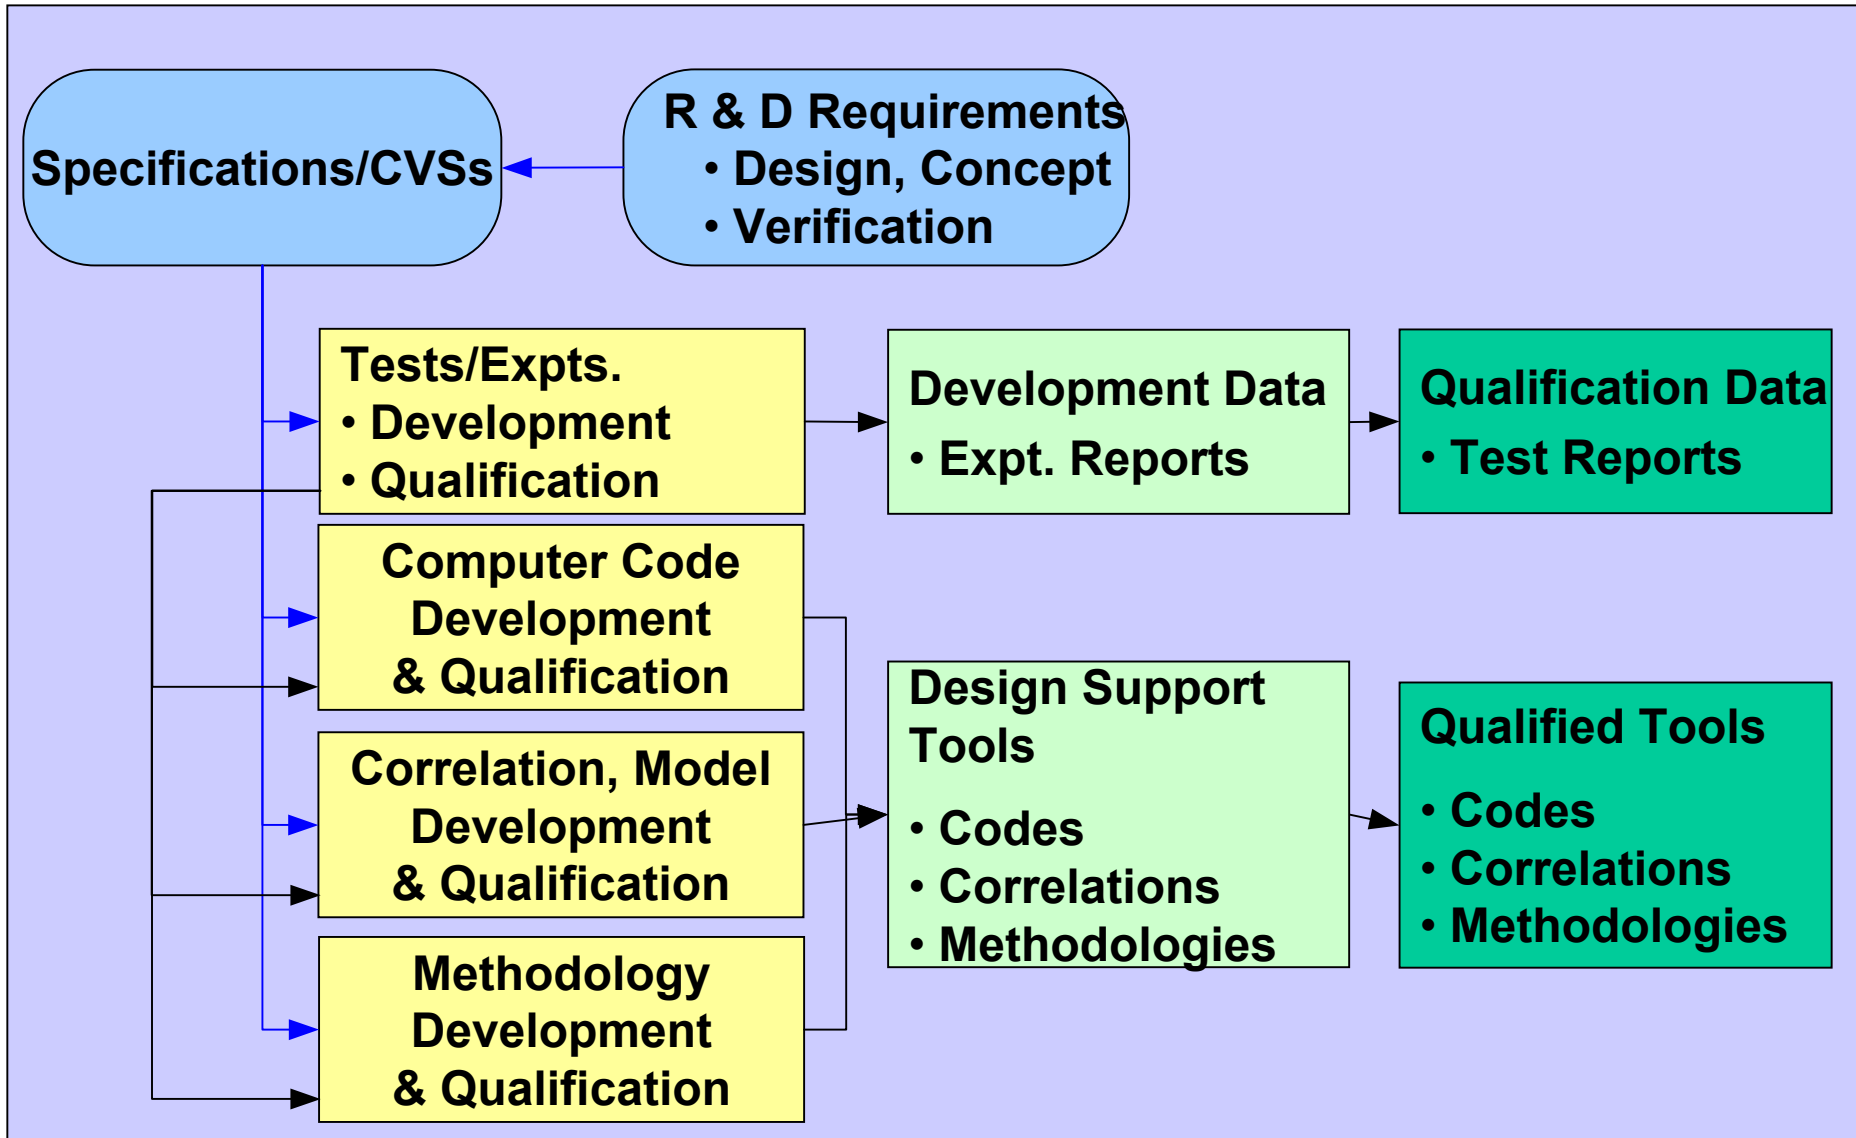 Specifications/CVSs
R & D Requirements
• Design, Concept
• Verification
Tests/Expts.
• Development
• Qualification
Development Data
• Expt. Reports
Qualification Data
• Test Reports
Computer Code
Development
& Qualification
Correlation, Model
Development
& Qualification
Methodology
Development
& Qualification
Design Support
Tools
• Codes
• Correlations
• Methodologies
Qualified Tools
• Codes
• Correlations
• Methodologies